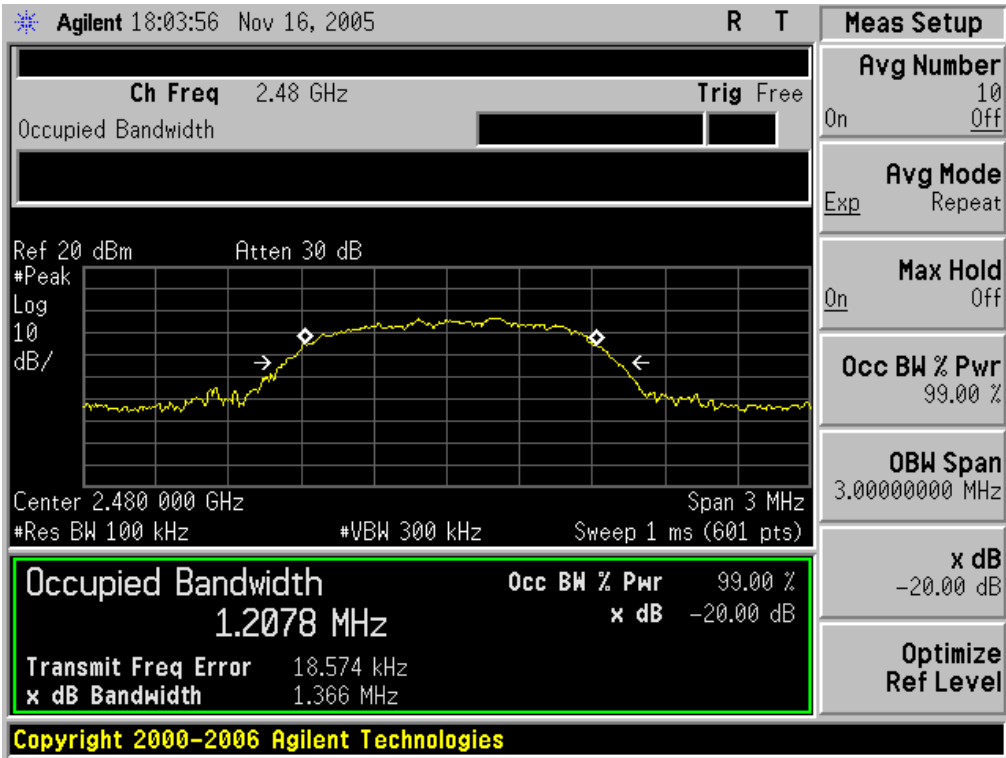 Agilent 18:03:56 Nov 16, 2005 R T
Ch Freq 2.48 GHz Trig Free
Occupied Bandwidth
Ref 20 dBm Atten 30 dB
#Peak
Log
10
dB/
Center 2.480 000 GHz Span 3 MHz
#Res BW 100 kHz #VBW 300 kHz Sweep 1 ms (601 pts)
Occupied Bandwidth Occ BW % Pwr 99.00 %
1.2078 MHz x dB -20.00 dB
Transmit Freq Error 18.574 kHz
x dB Bandwidth 1.366 MHz
Copyright 2000-2006 Agilent Technologies
Meas Setup
Avg Number
10
On Off
Avg Mode
Exp Repeat
Max Hold
On Off
Occ BW % Pwr
99.00 %
OBW Span
3.00000000 MHz
x dB
-20.00 dB
Optimize
Ref Level